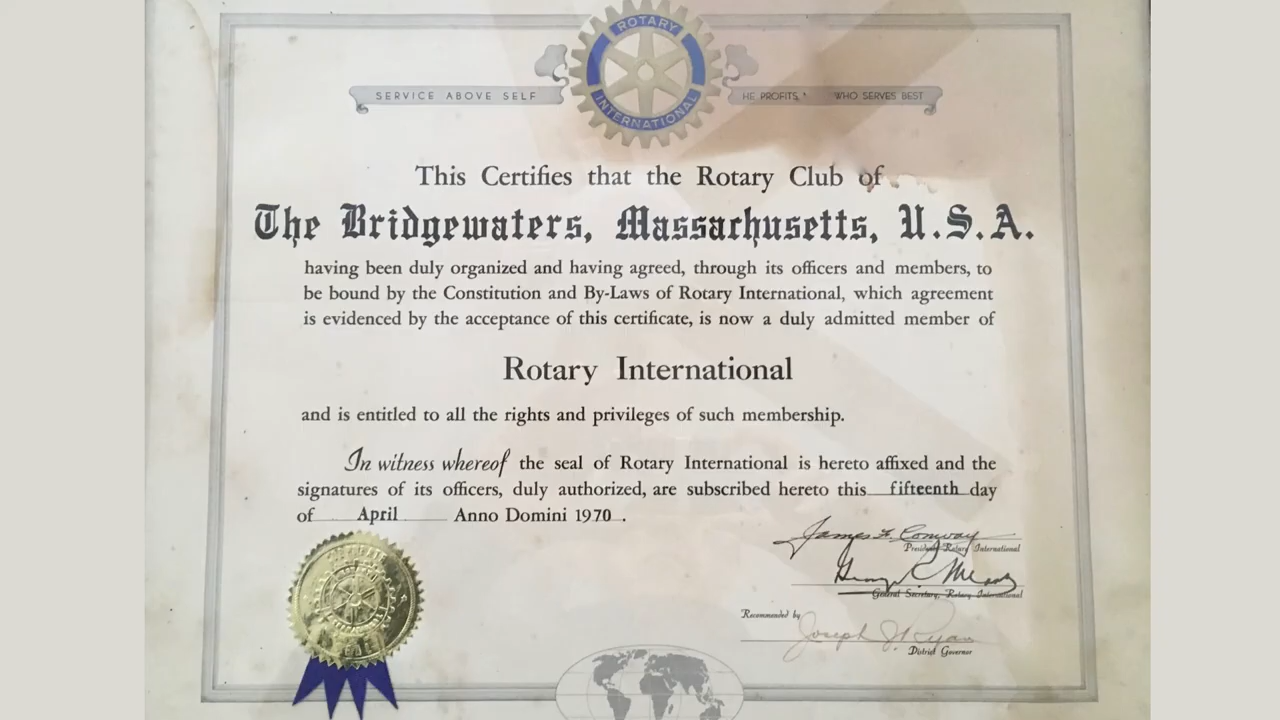 ROTARY
INTERNATIONAL
SERVICE ABOVE SELF
HE PROFITS WHO SERVES BEST
This Certifies that the Rotary Club of
The Bridgewaters, Massachusetts, U.S.A.
having been duly organized and having agreed, through its officers and members, to
be bound by the Constitution and By-Laws of Rotary International, which agreement
is evidenced by the acceptance of this certificate, is now a duly admitted member of
Rotary International
and is entitled to all the rights and privileges of such membership.
In witness whereof the seal of Rotary International is hereto affixed and the
signatures of its officers, duly authorized, are subscribed hereto this fifteenth day
of April Anno Domini 1970.
James F. Conway
President, Rotary International
George R. Means
General Secretary, Rotary International
Recommended by
Joseph J. Ryan
District Governor